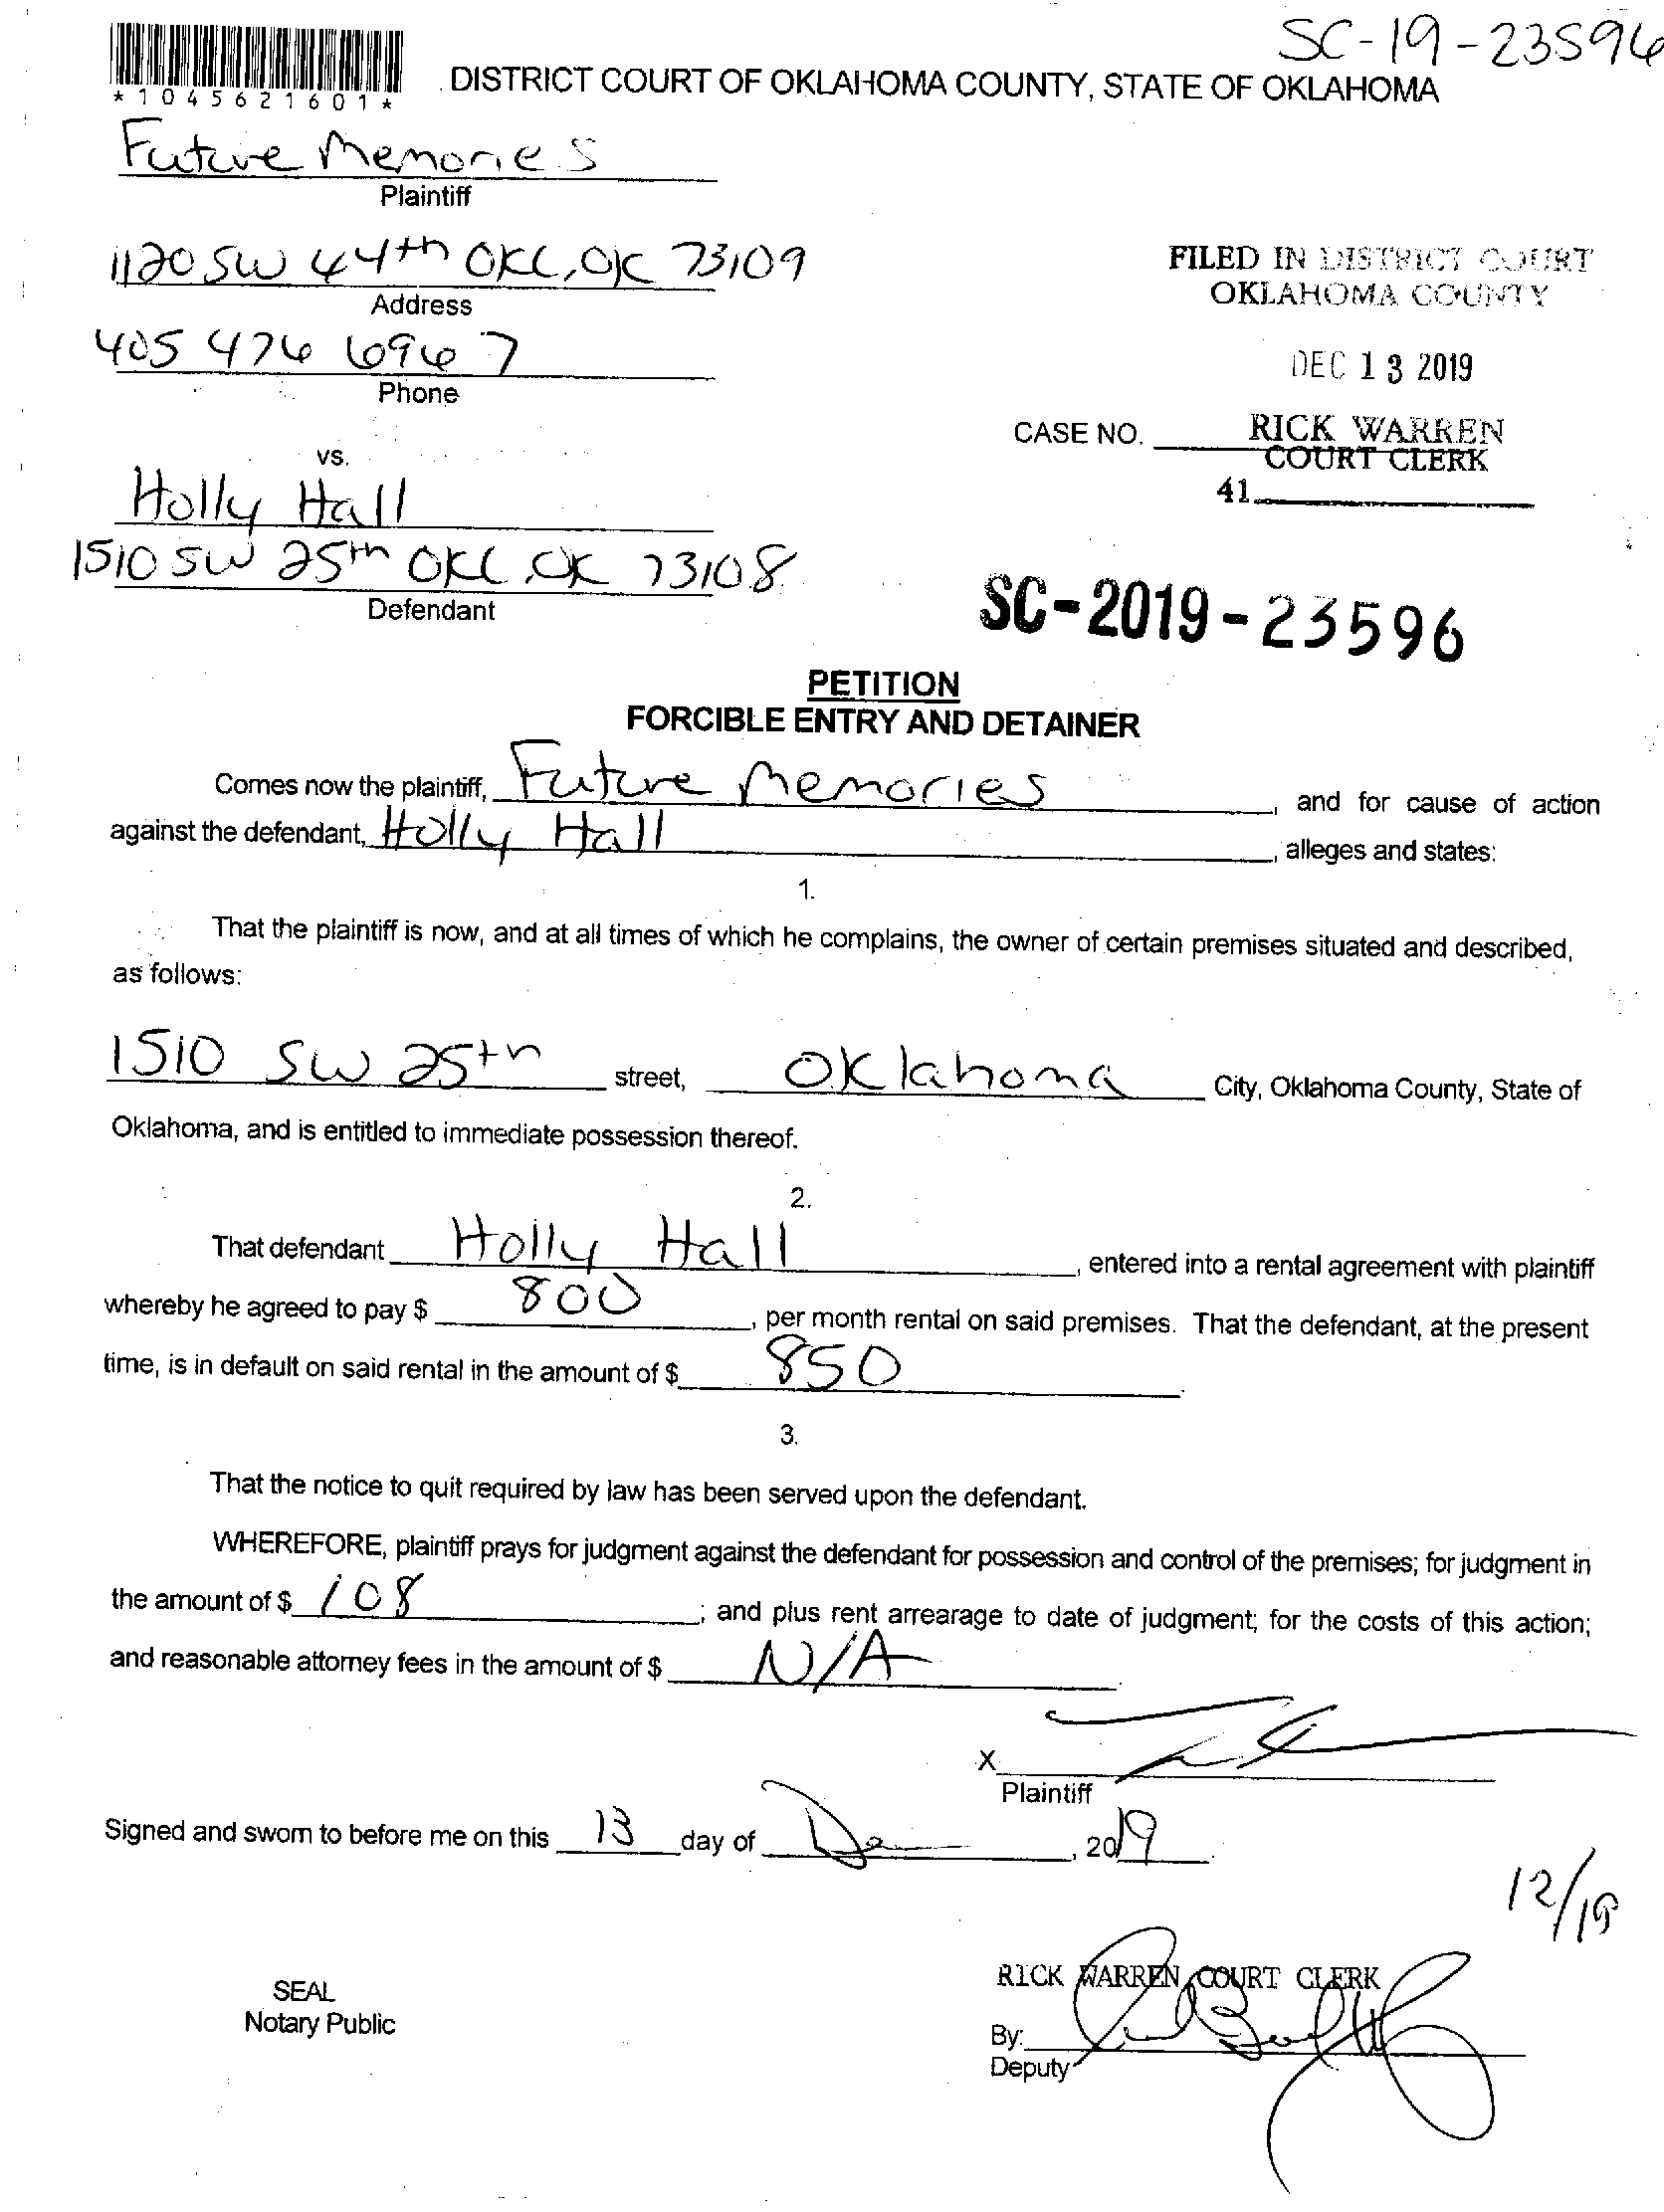 SC-19-23596
*1045621601*
DISTRICT COURT OF OKLAHOMA COUNTY, STATE OF OKLAHOMA
Future Memories
Plaintiff
1120 SW 44th OKC, OK 73109
Address
405 476 6967
Phone
FILED IN DISTRICT COURT
OKLAHOMA COUNTY
DEC 13 2019
RICK WARREN
COURT CLERK
41
CASE NO.
vs.
Holly Hall
1510 SW 25th OKC, OK 73108
Defendant
SC-2019-23596
PETITION
FORCIBLE ENTRY AND DETAINER
Comes now the plaintiff, Future Memories, and for cause of action
against the defendant, Holly Hall, alleges and states:
1.
That the plaintiff is now, and at all times of which he complains, the owner of certain premises situated and described,
as follows:
1510 SW 25th street, Oklahoma City, Oklahoma County, State of
Oklahoma, and is entitled to immediate possession thereof.
2.
That defendant Holly Hall, entered into a rental agreement with plaintiff
whereby he agreed to pay $ 800, per month rental on said premises. That the defendant, at the present
time, is in default on said rental in the amount of $ 850
3.
That the notice to quit required by law has been served upon the defendant.
WHEREFORE, plaintiff prays for judgment against the defendant for possession and control of the premises; for judgment in
the amount of $ 108; and plus rent arrearage to date of judgment; for the costs of this action;
and reasonable attorney fees in the amount of $ N/A.
X
Plaintiff
Signed and sworn to before me on this 13 day of De, 2019.
12/19
SEAL
Notary Public
RICK WARREN, COURT CLERK
By:
Deputy